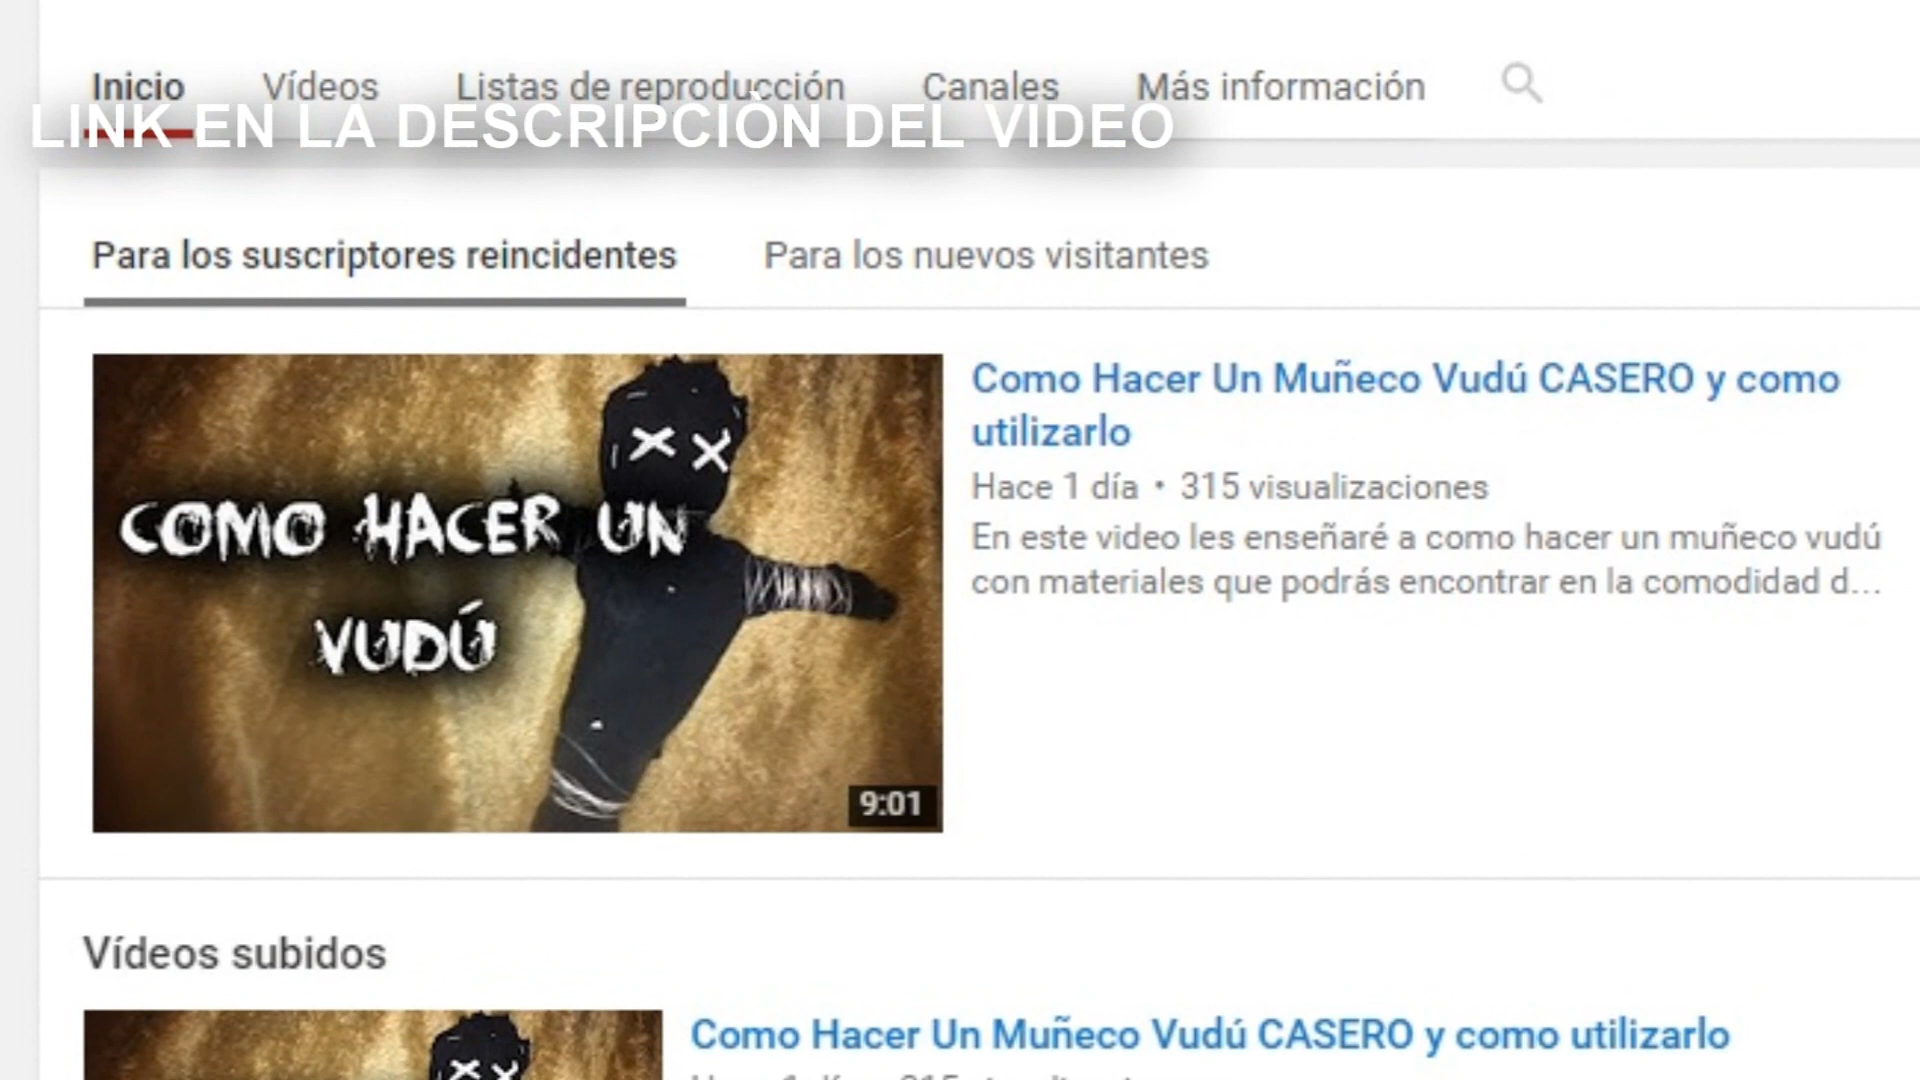 Inicio Vídeos Listas de reproducción Canales Más información
LINK EN LA DESCRIPCIÓN DEL VIDEO
Para los suscriptores reincidentes Para los nuevos visitantes
COMO HACER UN
VUDÚ
9:01
Como Hacer Un Muñeco Vudú CASERO y como
utilizarlo
Hace 1 día • 315 visualizaciones
En este video les enseñaré a como hacer un muñeco vudú
con materiales que podrás encontrar en la comodidad d...
Vídeos subidos
Como Hacer Un Muñeco Vudú CASERO y como utilizarlo